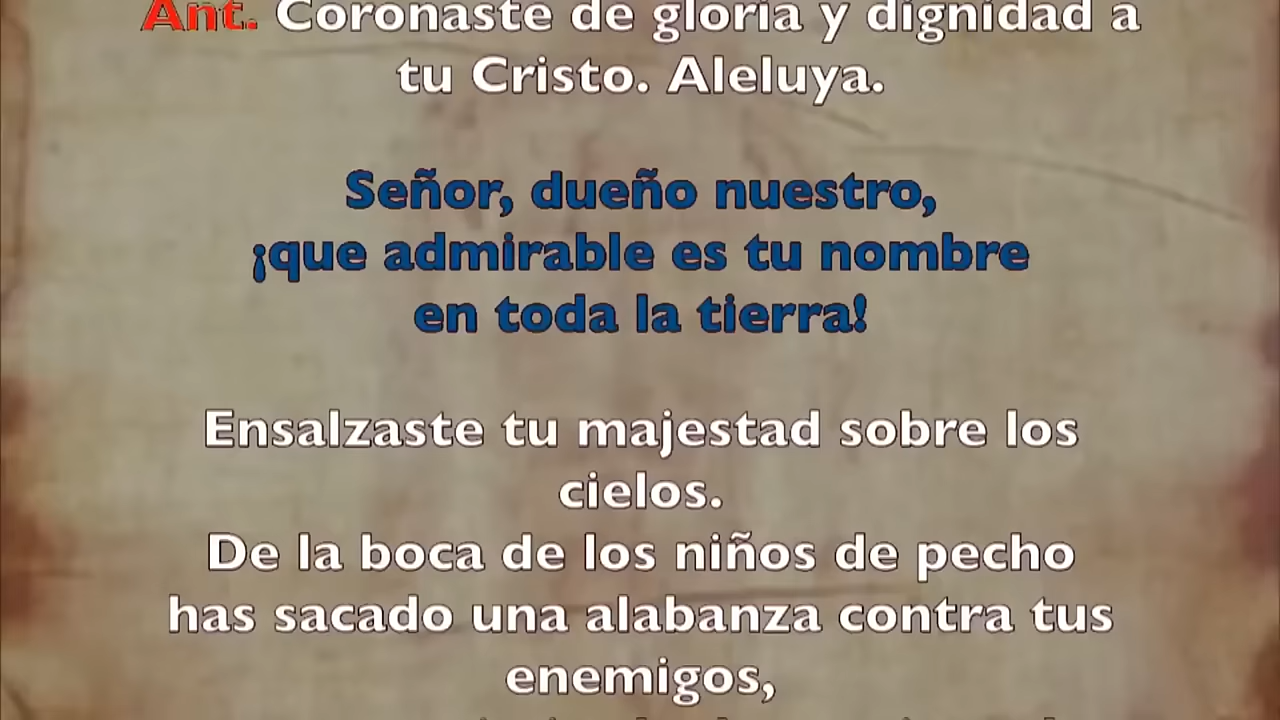 Ant. Coronaste de gloria y dignidad a
tu Cristo. Aleluya.
Señor, dueño nuestro,
¡que admirable es tu nombre
en toda la tierra!
Ensalzaste tu majestad sobre los
cielos.
De la boca de los niños de pecho
has sacado una alabanza contra tus
enemigos,